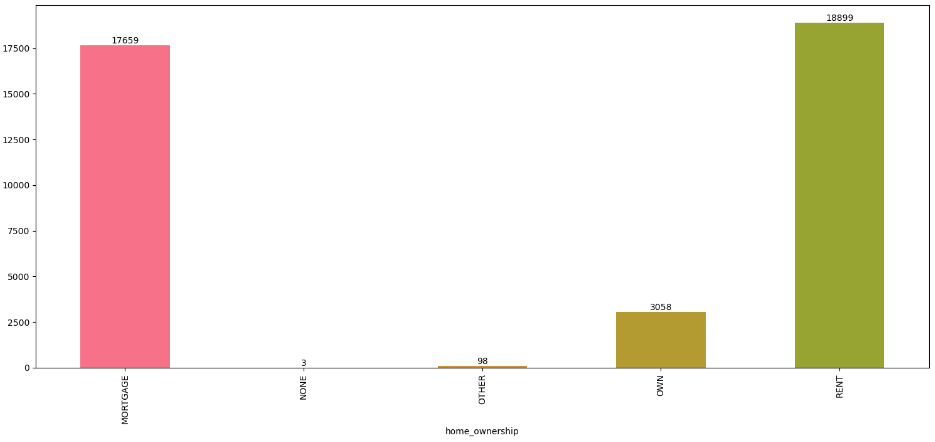 18899
17659
17500
15000
12500
10000
7500
5000
3058
2500
98
3
0
MORTGAGE
NONE
OTHER
OWN
RENT
home_ownership